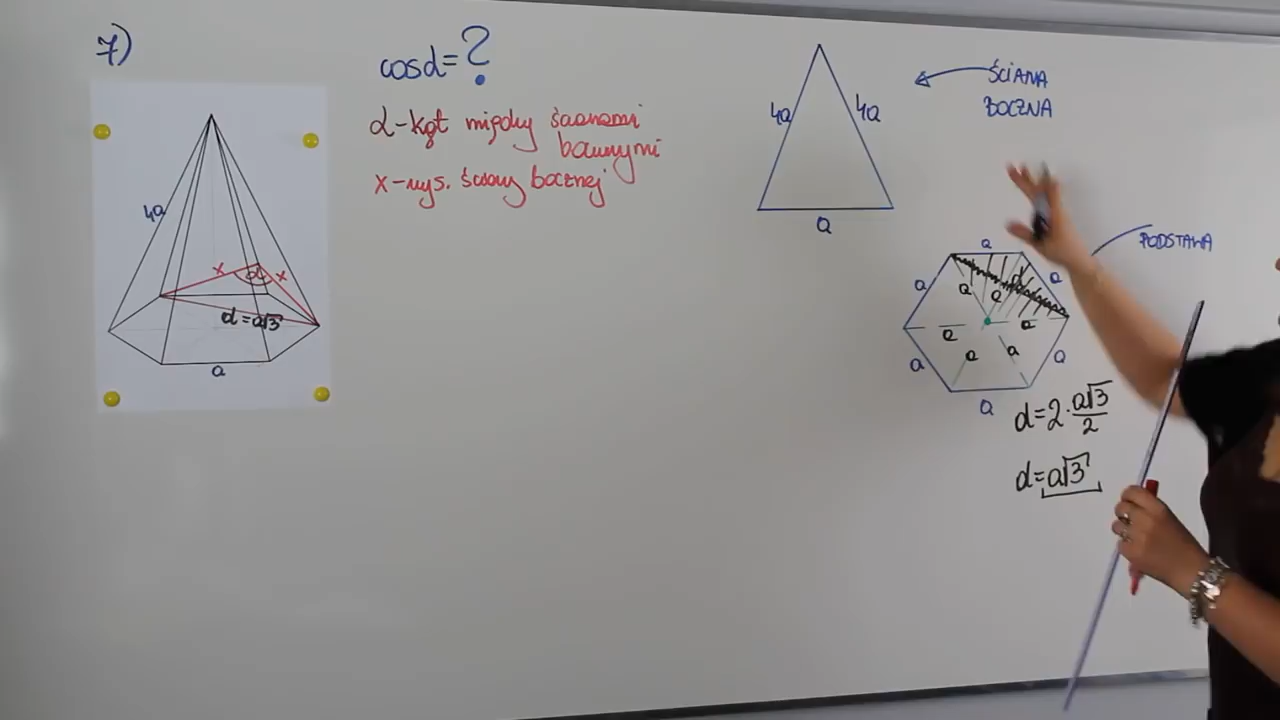 7)
cosα=?
α-kąt między ścianami
bocznymi
x-wys. ściany bocznej
4a
x
α
x
d=a√3
a
4a
4a
a
ŚCIANA
BOCZNA
PODSTAWA
a
a
a
d
a
a
a
a
a
a
a
a
a
d=2·a√3/2
d=a√3